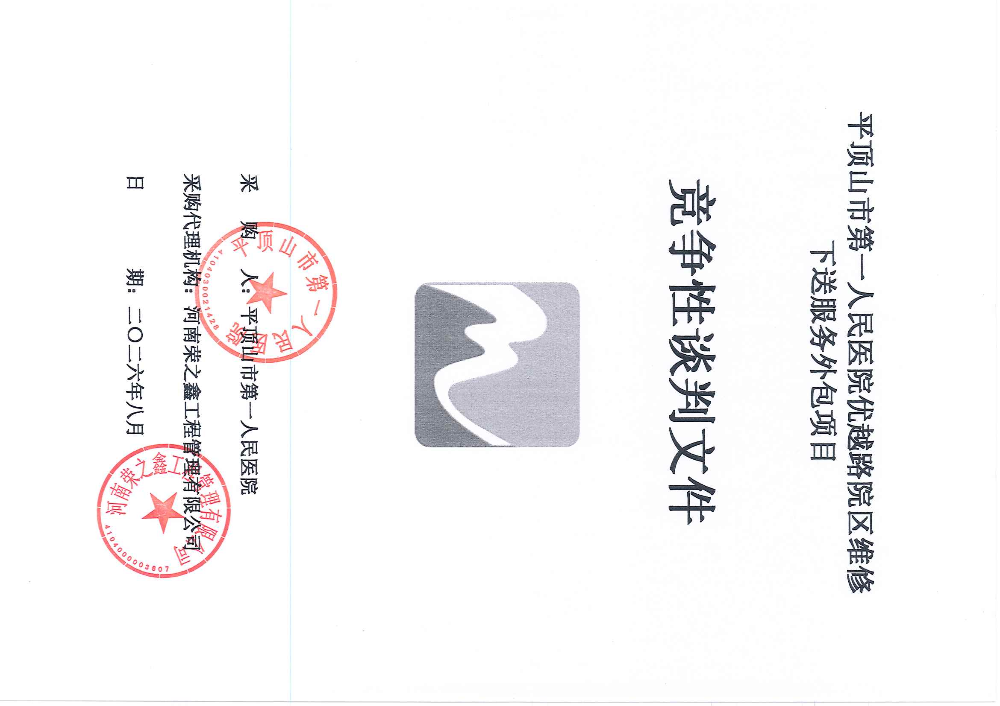 平顶山市第一人民医院优越路院区维修
下送服务外包项目
竞争性谈判文件
采购人：平顶山市第一人民医院
采购代理机构：河南荣之鑫工程管理有限公司
日期：二〇二六年八月
平顶山市第一人民医院
4104030021428
河南荣之鑫工程管理有限公司
4104000003607